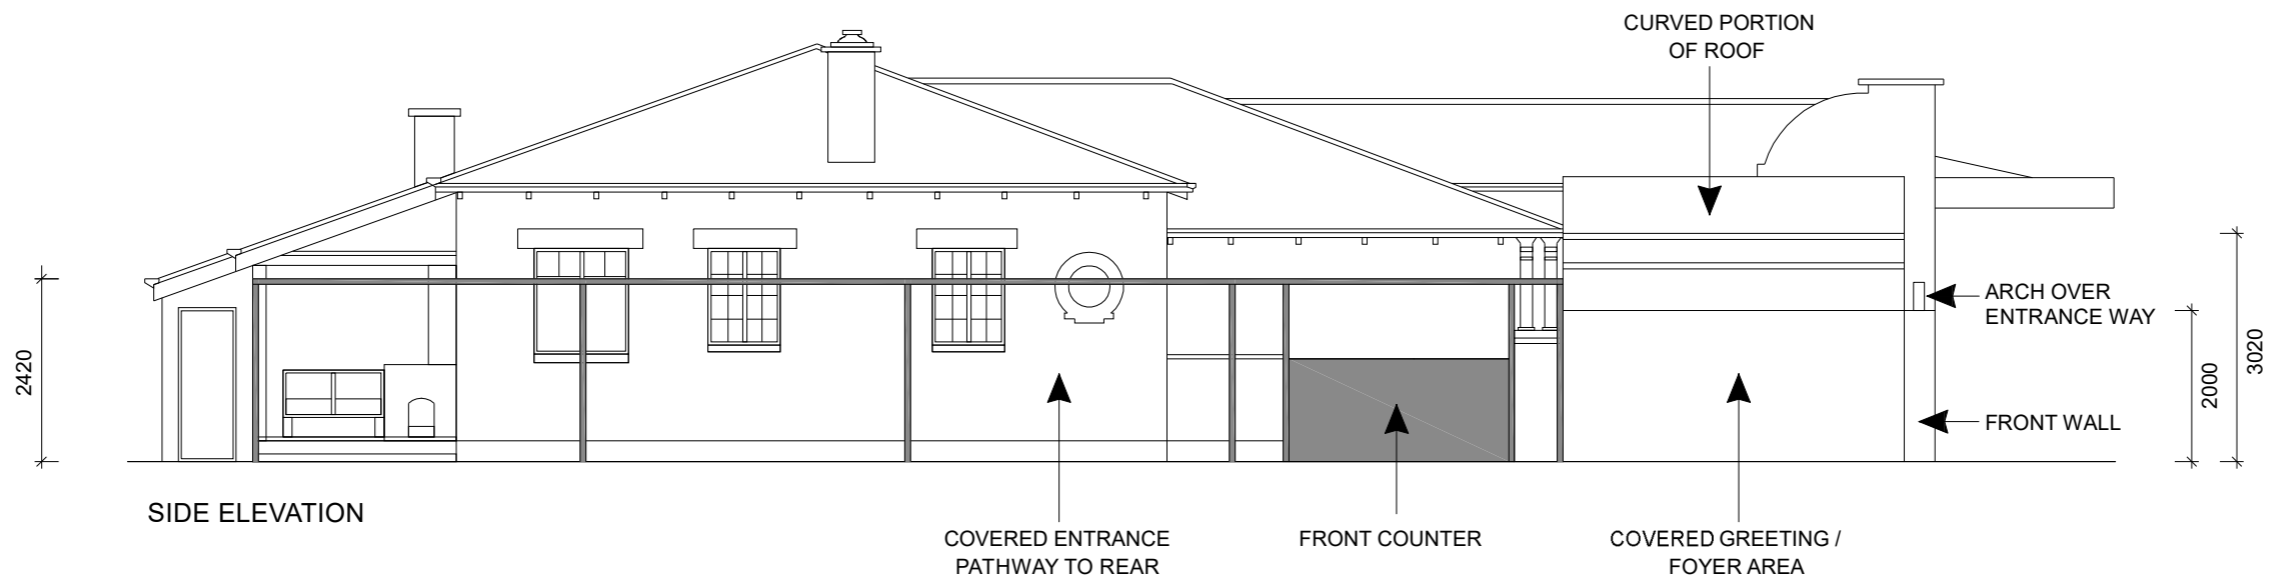 CURVED PORTION
OF ROOF
2420
ARCH OVER
ENTRANCE WAY
3020
2000
FRONT WALL
SIDE ELEVATION
COVERED ENTRANCE
PATHWAY TO REAR
FRONT COUNTER
COVERED GREETING /
FOYER AREA